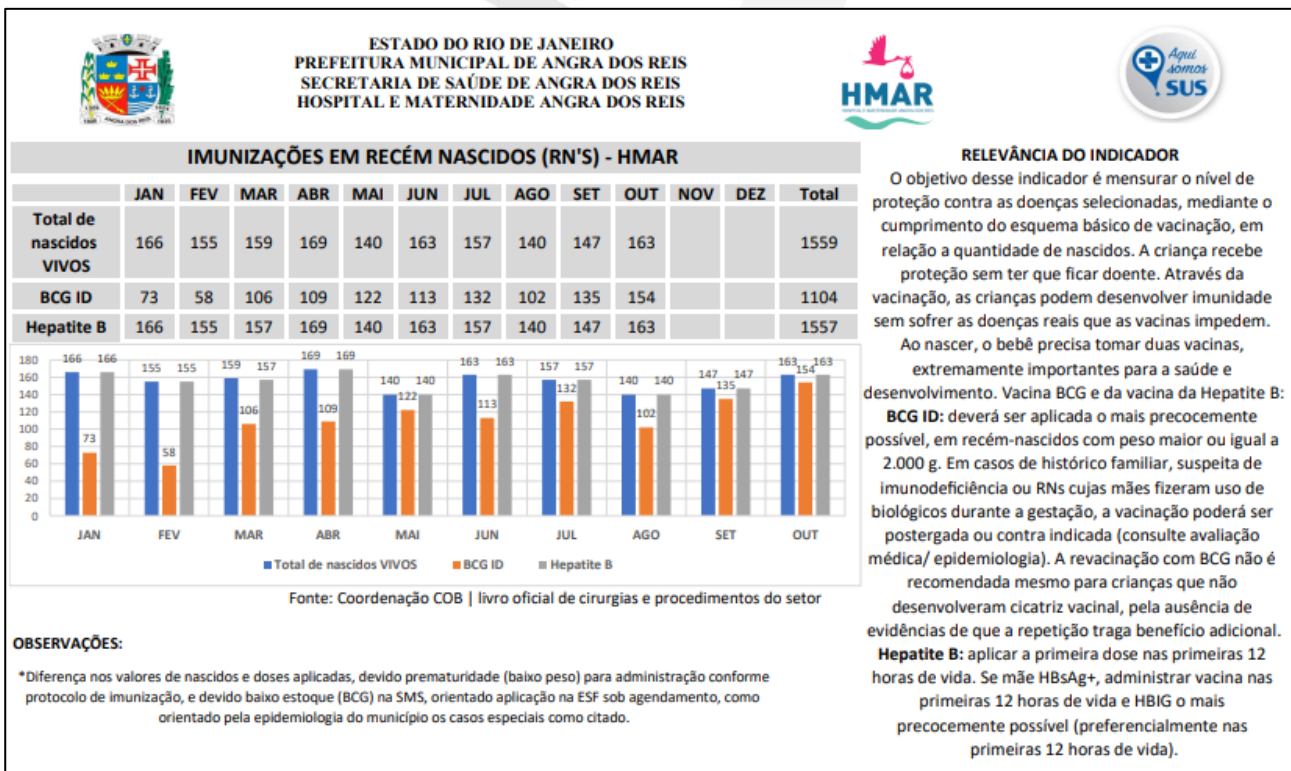 ESTADO DO RIO DE JANEIRO
PREFEITURA MUNICIPAL DE ANGRA DOS REIS
SECRETARIA DE SAÚDE DE ANGRA DOS REIS
HOSPITAL E MATERNIDADE ANGRA DOS REIS
ANGRA DOS REIS
HMAR
HOSPITAL E MATERNIDADE ANGRA DOS REIS
Aqui
somos
SUS
IMUNIZAÇÕES EM RECÉM NASCIDOS (RN'S) - HMAR
JAN FEV MAR ABR MAI JUN JUL AGO SET OUT NOV DEZ Total
Total de
nascidos
VIVOS
166 155 159 169 140 163 157 140 147 163 1559
BCG ID 73 58 106 109 122 113 132 102 135 154 1104
Hepatite B 166 155 157 169 140 163 157 140 147 163 1557
180
160
140
120
100
80
60
40
20
0
166 73 166
155 58 155
159 106 157
169 109 169
140 122 140
163 113 163
157 132 157
140 102 140
147 135 147
163 154 163
JAN FEV MAR ABR MAI JUN JUL AGO SET OUT
Total de nascidos VIVOS BCG ID Hepatite B
Fonte: Coordenação COB | livro oficial de cirurgias e procedimentos do setor
OBSERVAÇÕES:
*Diferença nos valores de nascidos e doses aplicadas, devido prematuridade (baixo peso) para administração conforme
protocolo de imunização, e devido baixo estoque (BCG) na SMS, orientado aplicação na ESF sob agendamento, como
orientado pela epidemiologia do município os casos especiais como citado.
RELEVÂNCIA DO INDICADOR
O objetivo desse indicador é mensurar o nível de
proteção contra as doenças selecionadas, mediante o
cumprimento do esquema básico de vacinação, em
relação a quantidade de nascidos. A criança recebe
proteção sem ter que ficar doente. Através da
vacinação, as crianças podem desenvolver imunidade
sem sofrer as doenças reais que as vacinas impedem.
Ao nascer, o bebê precisa tomar duas vacinas,
extremamente importantes para a saúde e
desenvolvimento. Vacina BCG e da vacina da Hepatite B:
BCG ID: deverá ser aplicada o mais precocemente
possível, em recém-nascidos com peso maior ou igual a
2.000 g. Em casos de histórico familiar, suspeita de
imunodeficiência ou RNs cujas mães fizeram uso de
biológicos durante a gestação, a vacinação poderá ser
postergada ou contra indicada (consulte avaliação
médica/ epidemiologia). A revacinação com BCG não é
recomendada mesmo para crianças que não
desenvolveram cicatriz vacinal, pela ausência de
evidências de que a repetição traga benefício adicional.
Hepatite B: aplicar a primeira dose nas primeiras 12
horas de vida. Se mãe HBsAg+, administrar vacina nas
primeiras 12 horas de vida e HBIG o mais
precocemente possível (preferencialmente nas
primeiras 12 horas de vida).